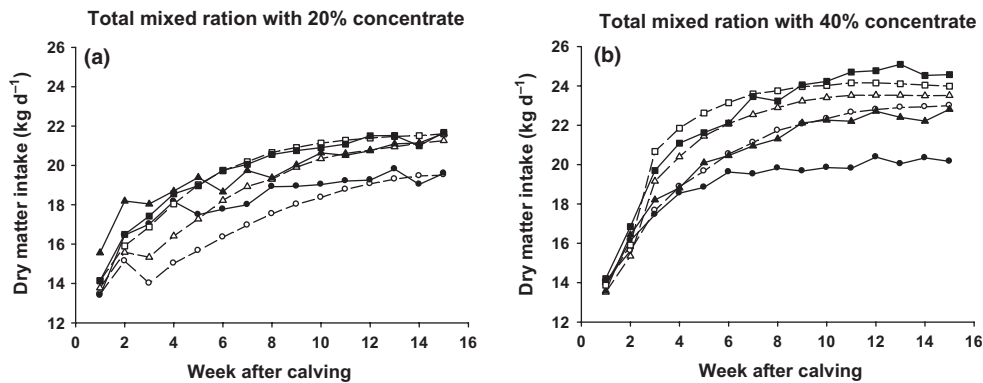 Total mixed ration with 20% concentrate
(a)
Dry matter intake (kg d⁻¹)
26
24
22
20
18
16
14
12
0 2 4 6 8 10 12 14 16
Week after calving
Total mixed ration with 40% concentrate
(b)
Dry matter intake (kg d⁻¹)
26
24
22
20
18
16
14
12
0 2 4 6 8 10 12 14 16
Week after calving